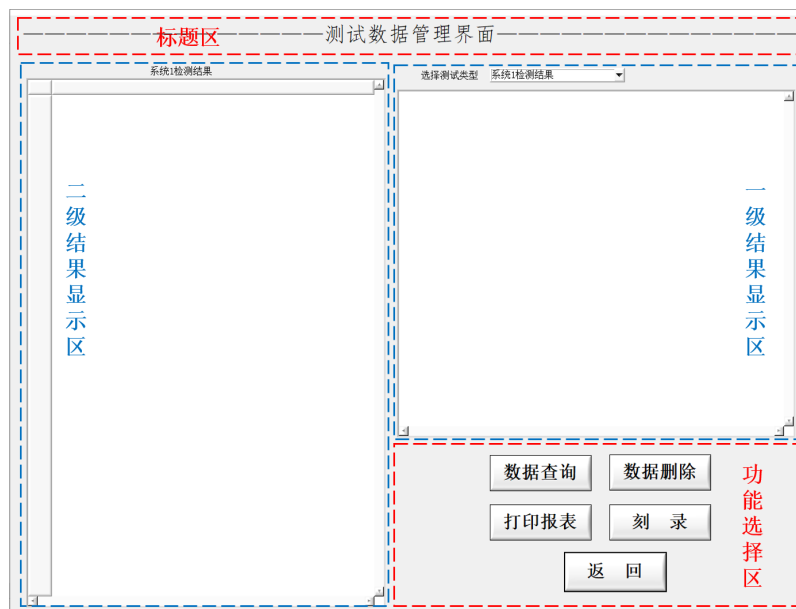 标题区
测试数据管理界面
系统1检测结果
二级结果显示区
选择测试类型 系统1检测结果
一级结果显示区
数据查询 数据删除
打印报表 刻 录
返 回
功能选择区